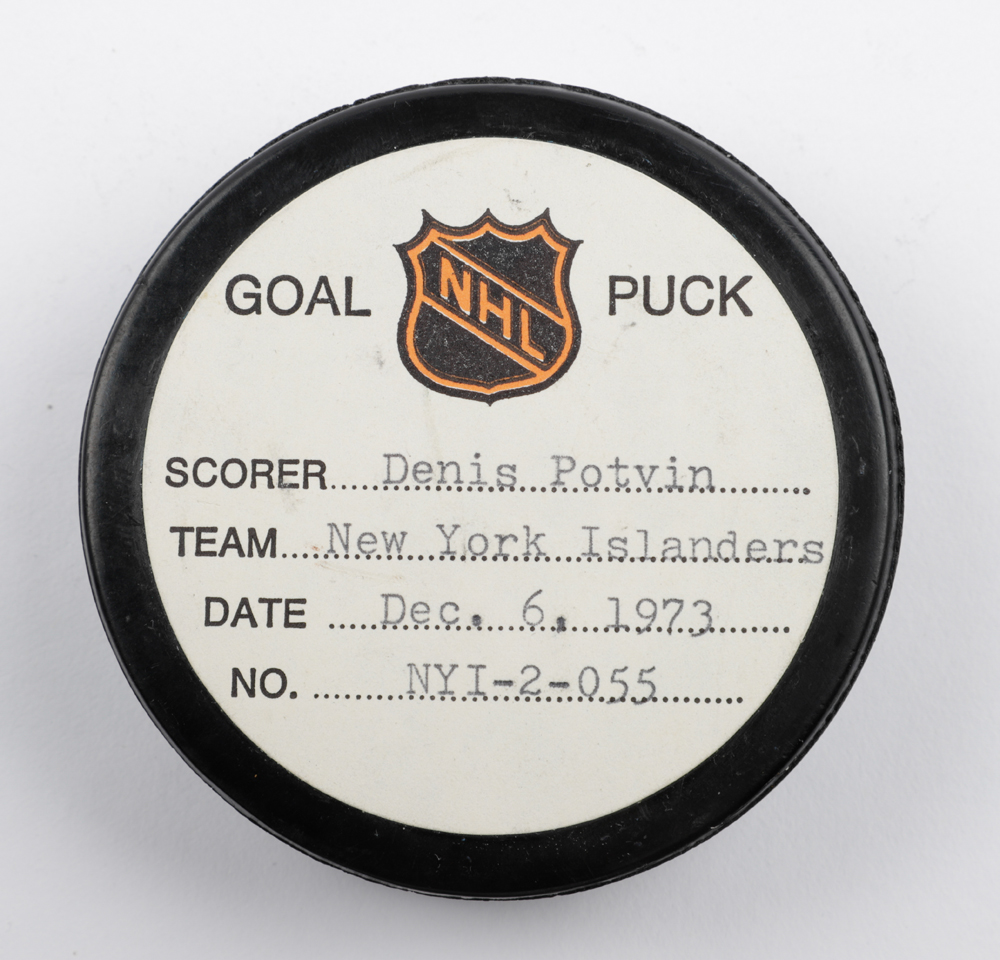 GOAL NHL PUCK
SCORER.....Denis Potvin.........
TEAM....New York Islanders
DATE .....Dec. 6, 1973........
NO. .........NYI-2-055.........